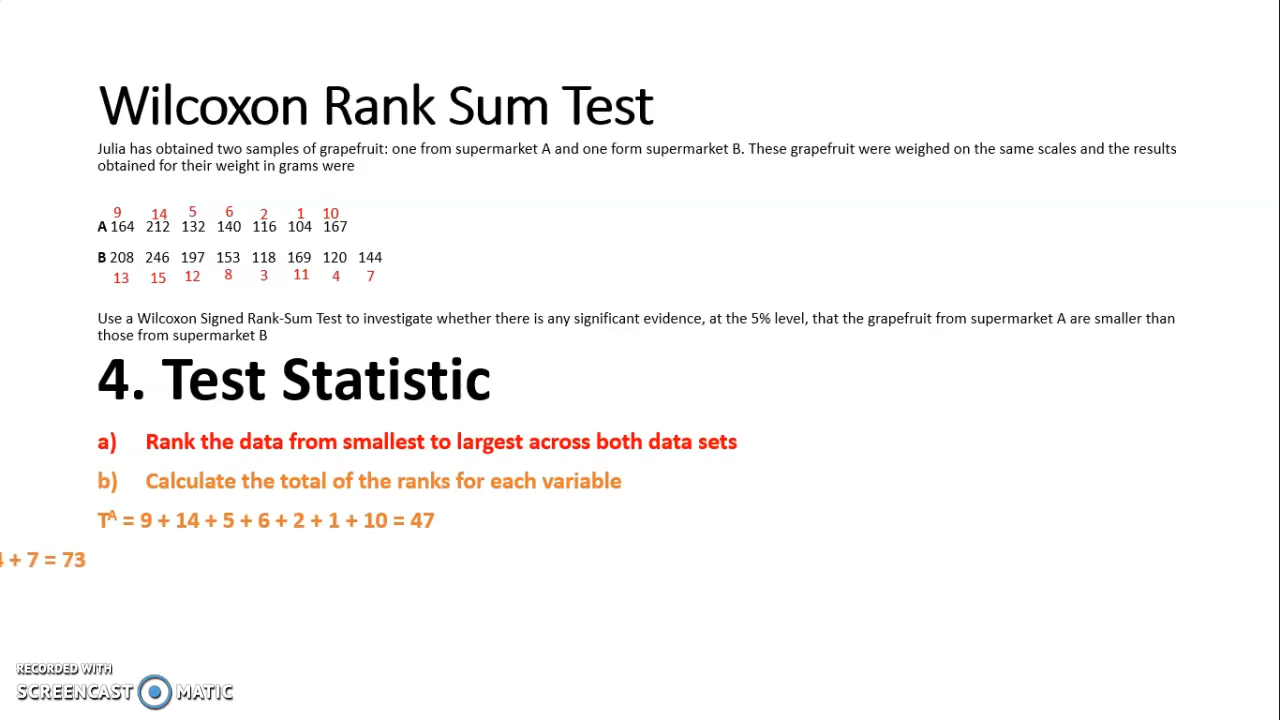 Wilcoxon Rank Sum Test
Julia has obtained two samples of grapefruit: one from supermarket A and one form supermarket B. These grapefruit were weighed on the same scales and the results
obtained for their weight in grams were
9 14 5 6 2 1 10
A 164 212 132 140 116 104 167
B 208 246 197 153 118 169 120 144
13 15 12 8 3 11 4 7
Use a Wilcoxon Signed Rank-Sum Test to investigate whether there is any significant evidence, at the 5% level, that the grapefruit from supermarket A are smaller than
those from supermarket B
4. Test Statistic
a) Rank the data from smallest to largest across both data sets
b) Calculate the total of the ranks for each variable
Tᴬ = 9 + 14 + 5 + 6 + 2 + 1 + 10 = 47
+ 7 = 73
RECORDED WITH
SCREENCAST MATIC